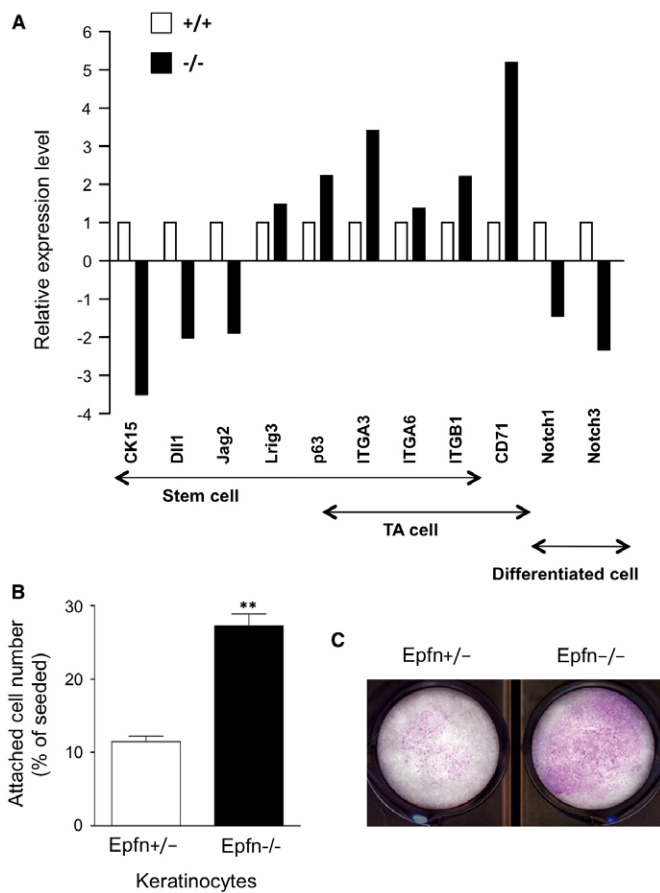 A
+/+
-/-
Relative expression level
6
5
4
3
2
1
0
-1
-2
-3
-4
CK15
Dll1
Jag2
Lrig3
p63
ITGA3
ITGA6
ITGB1
CD71
Notch1
Notch3
Stem cell
TA cell
Differentiated cell
B
Attached cell number
(% of seeded)
30
20
10
0
**
Epfn+/−
Epfn-/-
Keratinocytes
C
Epfn+/−
Epfn−/−